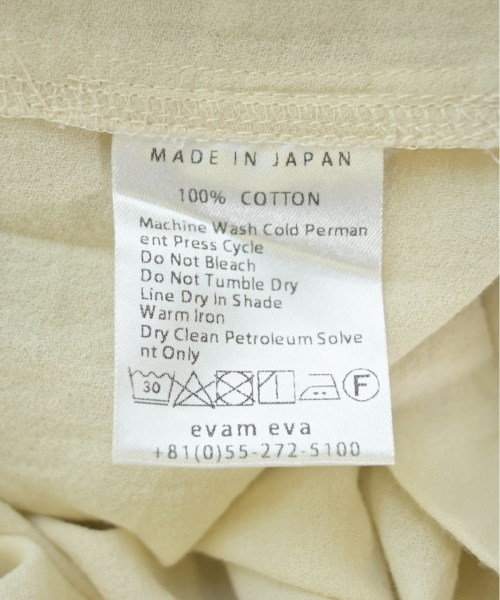 MADE IN JAPAN
100% COTTON
Machine Wash Cold Perman
ent Press Cycle
Do Not Bleach
Do Not Tumble Dry
Line Dry In Shade
Warm Iron
Dry Clean Petroleum Solve
nt Only
30 F
evam eva
+81(0)55-272-5100